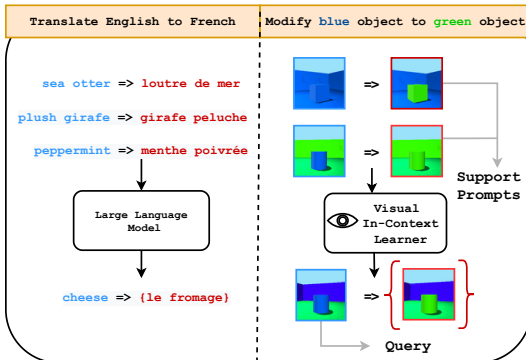 Translate English to French
Modify blue object to green object
sea otter => loutre de mer
plush girafe => girafe peluche
peppermint => menthe poivrée
Large Language
Model
cheese => {le fromage}
=>
=>
Support
Prompts
Visual
In-Context
Learner
=> { }
Query